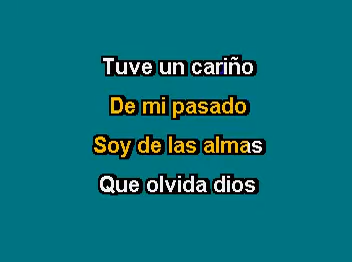 Tuve un cariño
De mi pasado
Soy de las almas
Que olvida dios